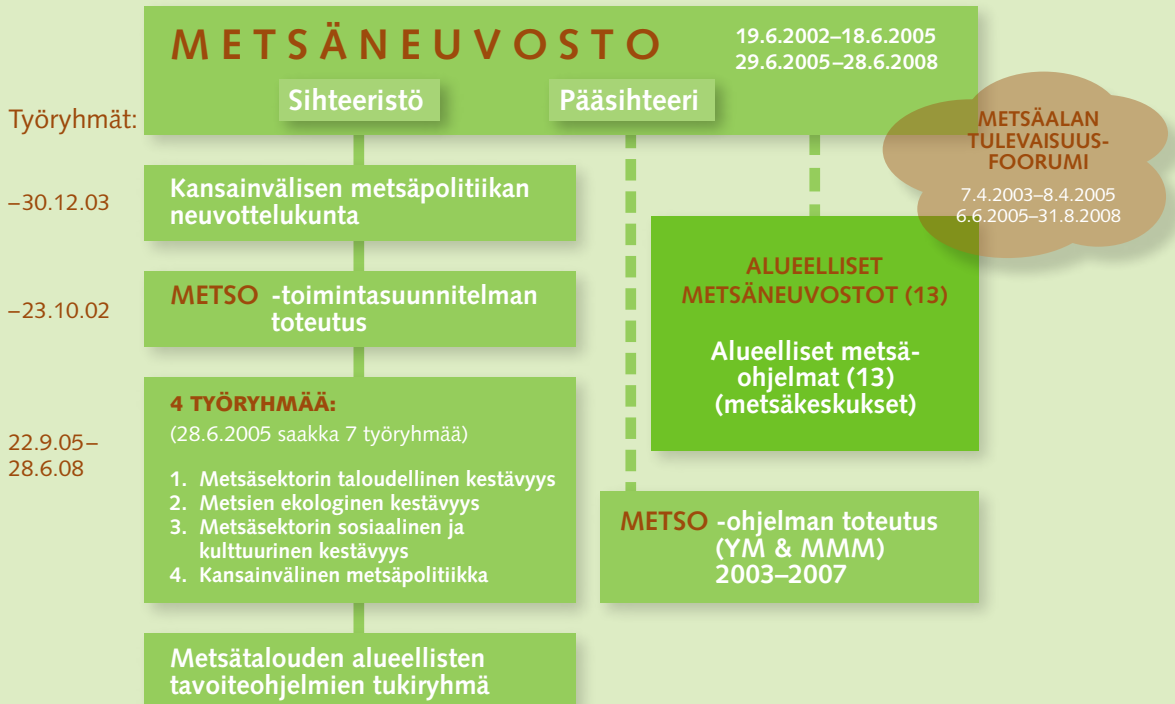 METSÄNEUVOSTO
19.6.2002–18.6.2005
29.6.2005–28.6.2008
Sihteeristö
Pääsihteeri
METSÄALAN
TULEVAISUUS-
FOORUMI
7.4.2003–8.4.2005
6.6.2005–31.8.2008
Työryhmät:
–30.12.03
Kansainvälisen metsäpolitiikan
neuvottelukunta
–23.10.02
METSO -toimintasuunnitelman
toteutus
22.9.05–
28.6.08
4 TYÖRYHMÄÄ:
(28.6.2005 saakka 7 työryhmää)
1. Metsäsektorin taloudellinen kestävyys
2. Metsien ekologinen kestävyys
3. Metsäsektorin sosiaalinen ja
kulttuurinen kestävyys
4. Kansainvälinen metsäpolitiikka
Metsätalouden alueellisten
tavoiteohjelmien tukiryhmä
ALUEELLISET
METSÄNEUVOSTOT (13)
Alueelliset metsä-
ohjelmat (13)
(metsäkeskukset)
METSO -ohjelman toteutus
(YM & MMM)
2003–2007